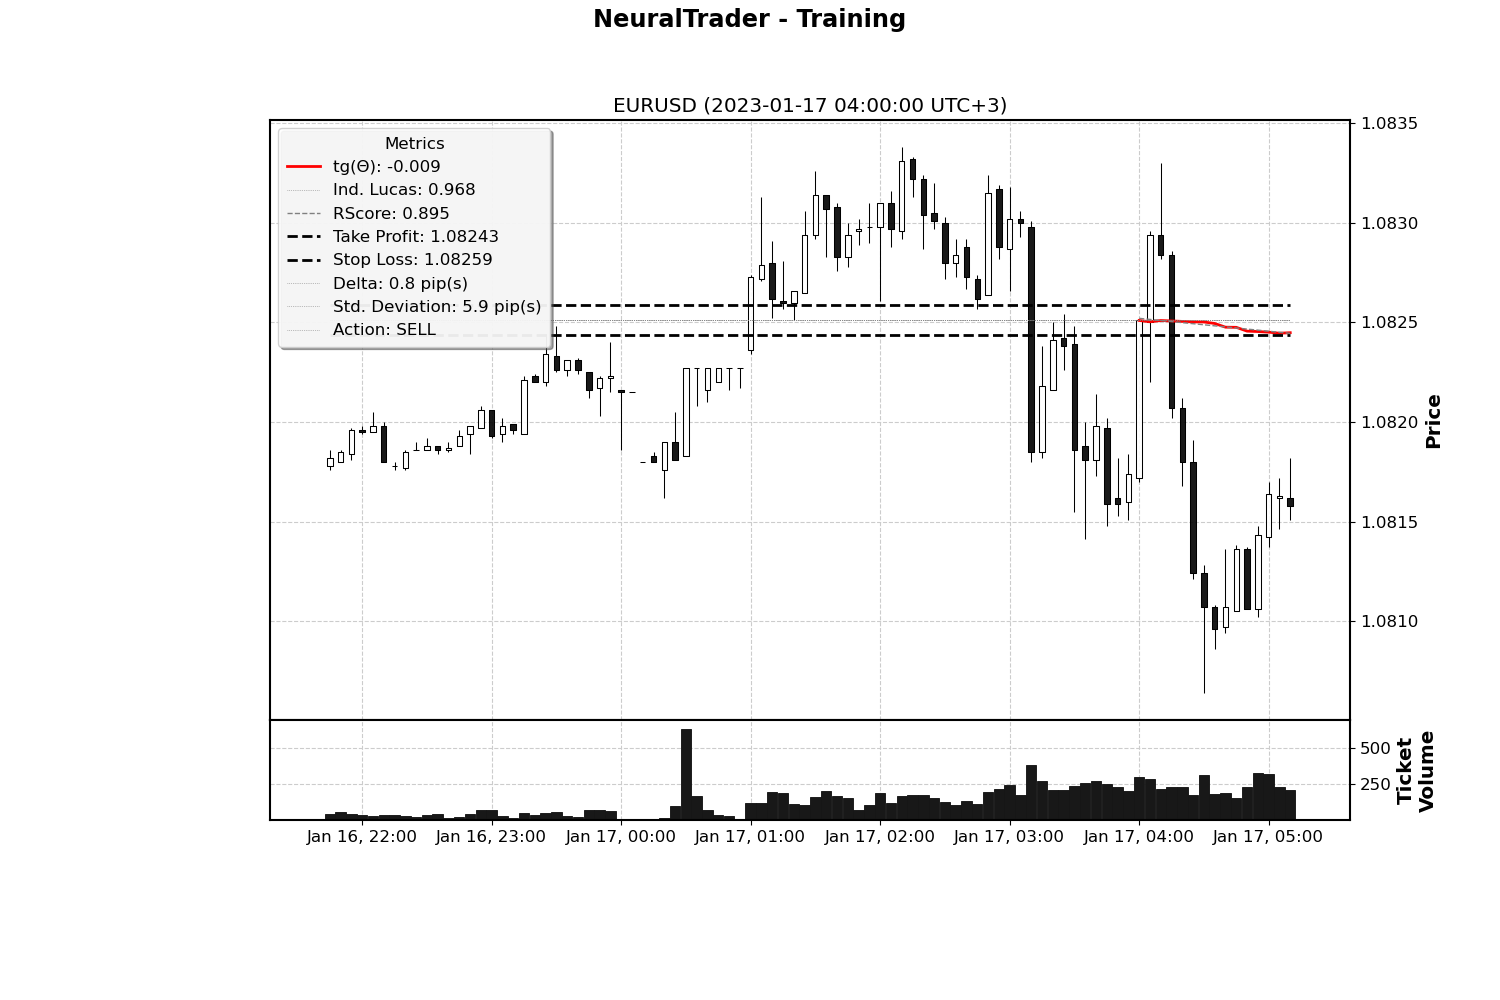 NeuralTrader - Training
EURUSD (2023-01-17 04:00:00 UTC+3)
Metrics
tg(Θ): -0.009
Ind. Lucas: 0.968
RScore: 0.895
Take Profit: 1.08243
Stop Loss: 1.08259
Delta: 0.8 pip(s)
Std. Deviation: 5.9 pip(s)
Action: SELL
1.0835
1.0830
1.0825
1.0820
1.0815
1.0810
Price
500
250
Ticket
Volume
Jan 16, 22:00 Jan 16, 23:00 Jan 17, 00:00 Jan 17, 01:00 Jan 17, 02:00 Jan 17, 03:00 Jan 17, 04:00 Jan 17, 05:00